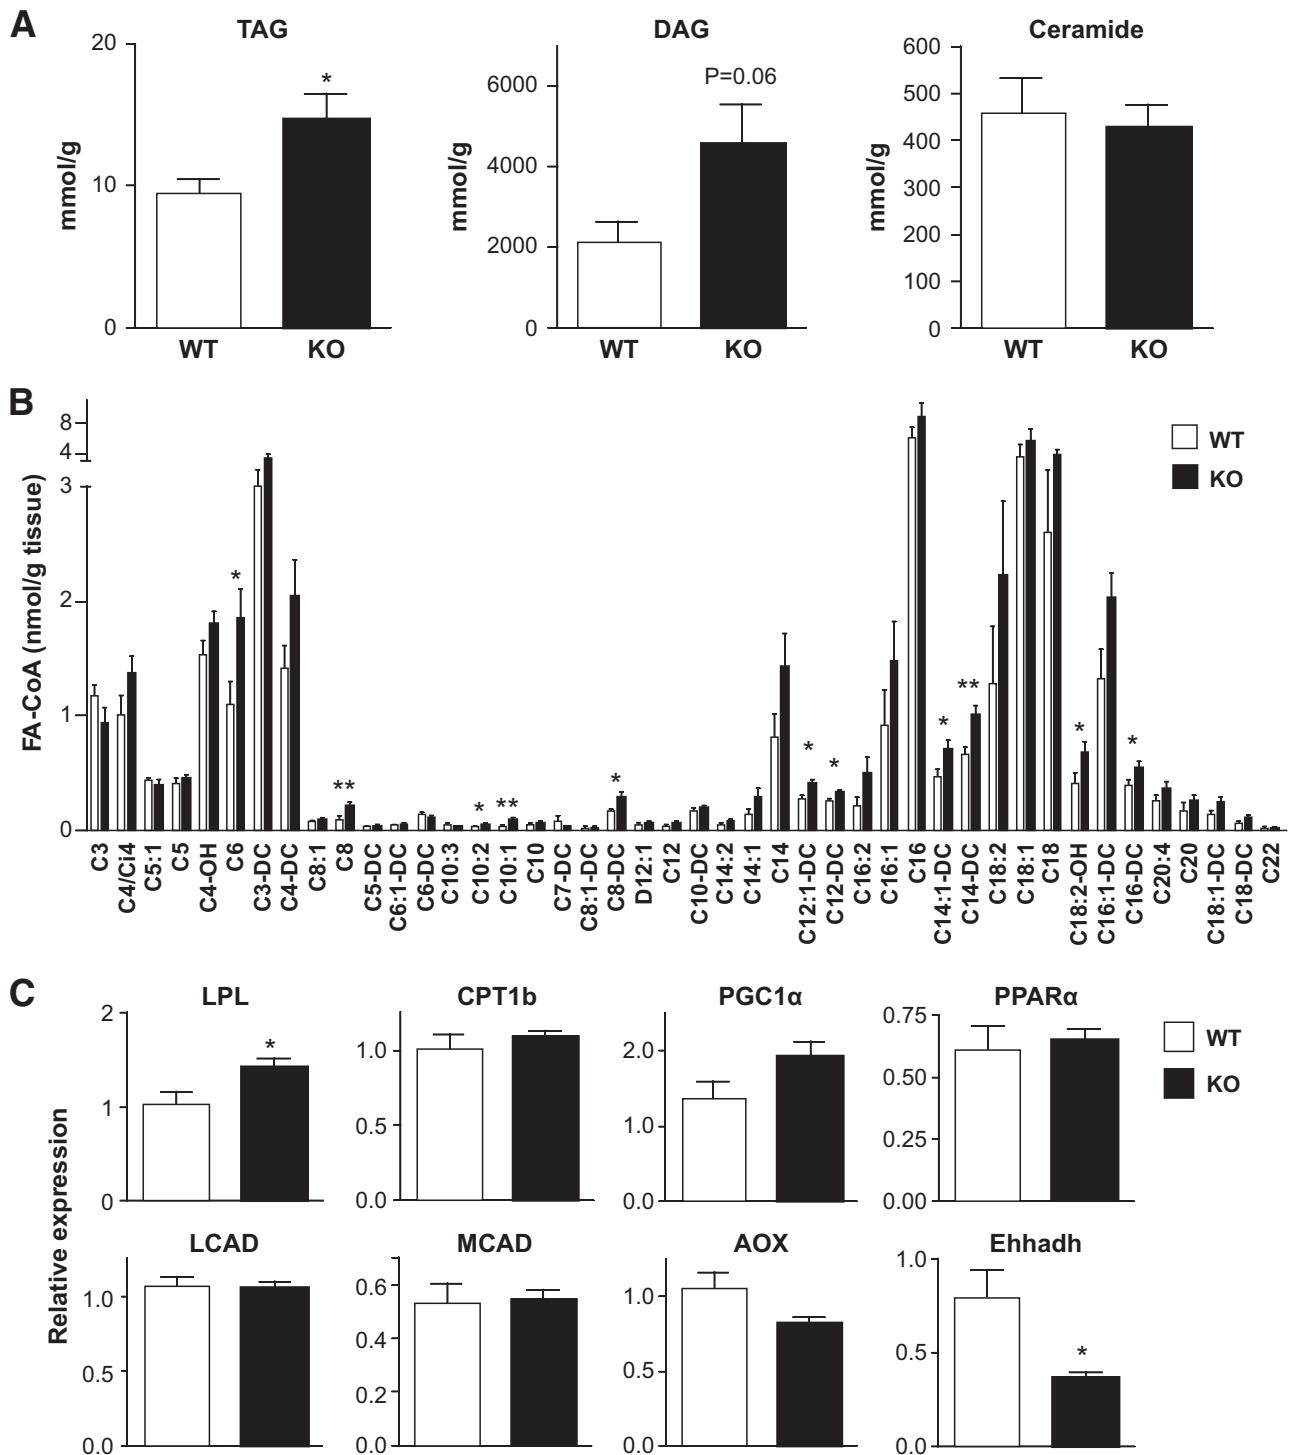 A
TAG
DAG
Ceramide
20
10
0
mmol/g
*
WT
KO
6000
4000
2000
0
mmol/g
P=0.06
WT
KO
600
500
400
300
200
100
0
mmol/g
WT
KO
B
8
4
3
2
1
0
FA-CoA (nmol/g tissue)
WT
KO
*
**
*
**
*
*
*
*
**
*
*
C3
C4/Ci4
C5:1
C5
C4-OH
C6
C3-DC
C4-DC
C8:1
C8
C5-DC
C6:1-DC
C6-DC
C10:3
C10:2
C10:1
C10
C7-DC
C8:1-DC
C8-DC
D12:1
C12
C10-DC
C14:2
C14:1
C14
C12:1-DC
C12-DC
C16:2
C16:1
C16
C14:1-DC
C14-DC
C18:2
C18:1
C18
C18:2-OH
C16:1-DC
C16-DC
C20:4
C20
C18:1-DC
C18-DC
C22
C
Relative expression
LPL
2
1
0
*
CPT1b
1.0
0.5
0.0
PGC1α
2.0
1.0
0.0
PPARα
0.75
0.50
0.25
0.00
WT
KO
LCAD
1.0
0.5
0.0
MCAD
0.6
0.4
0.2
0.0
AOX
1.0
0.5
0.0
Ehhadh
1.0
0.5
0.0
*